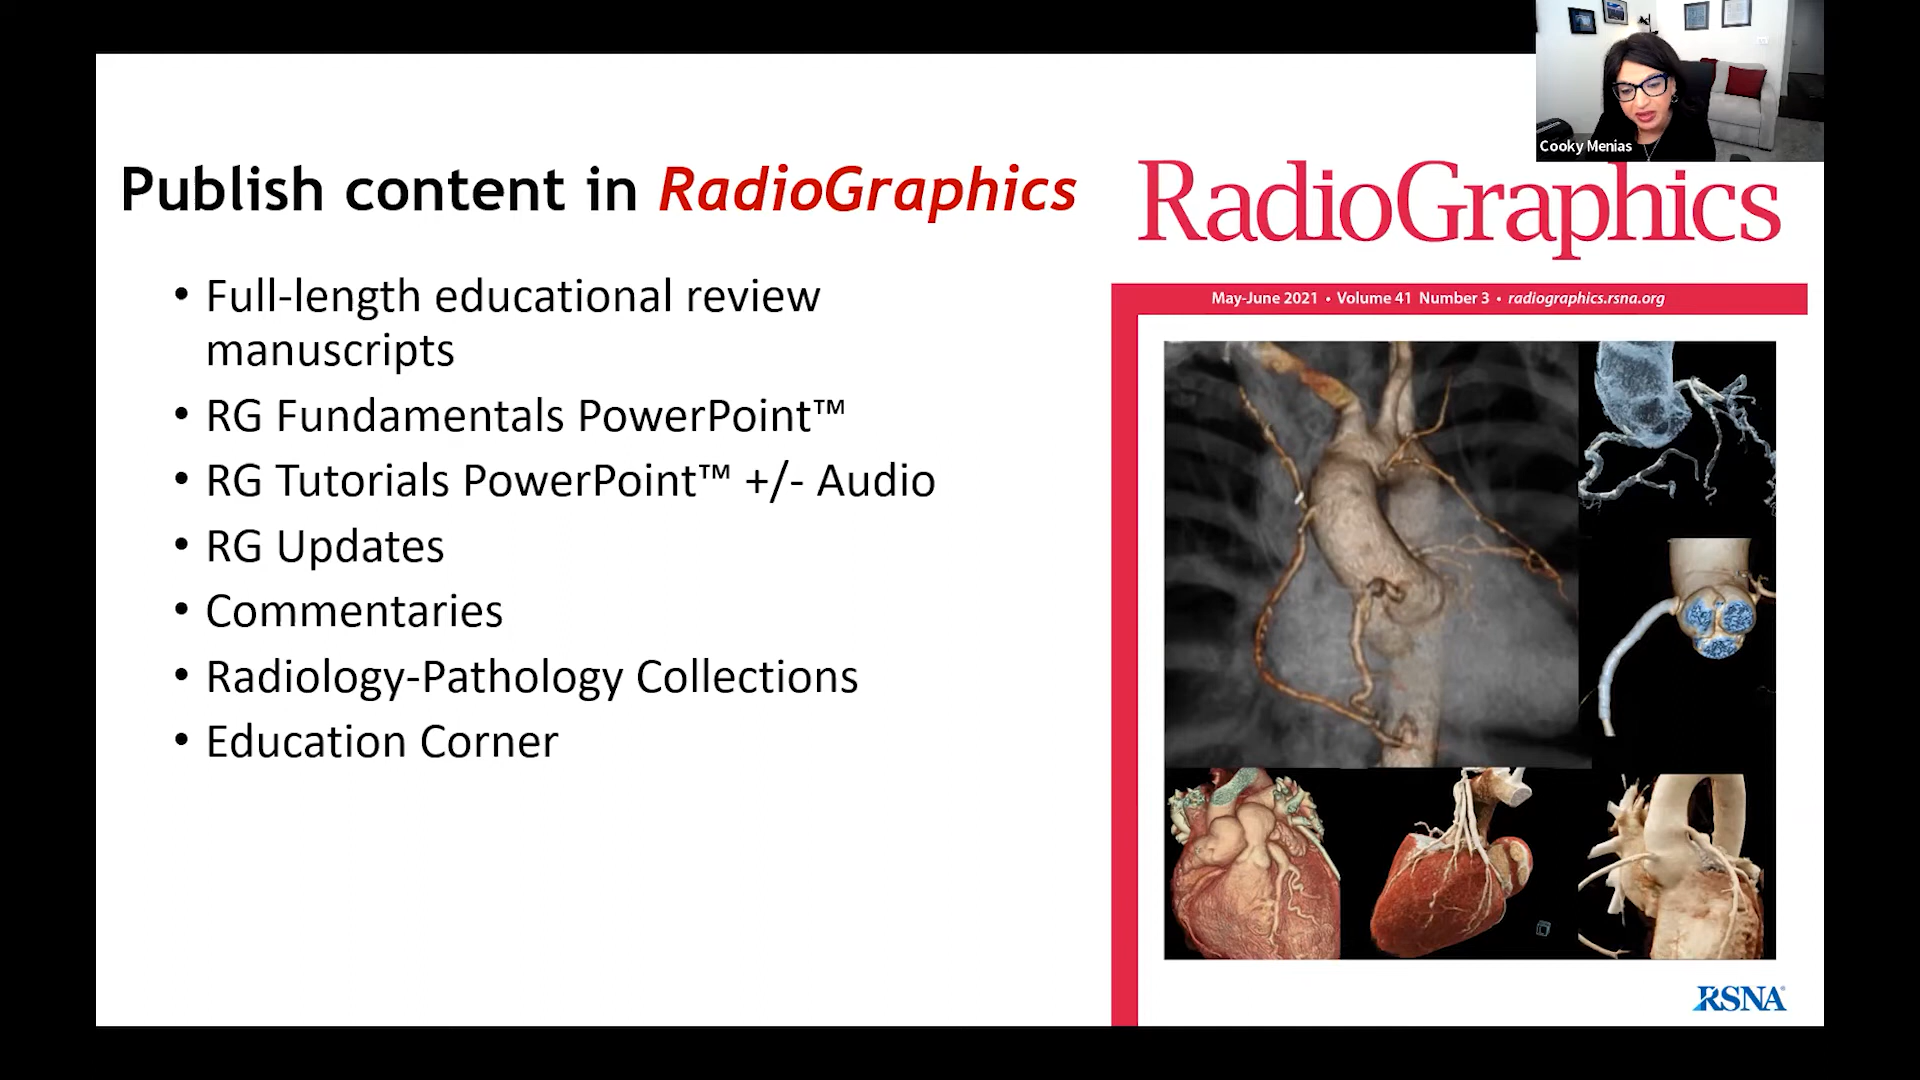 Cooky Menias
Publish content in RadioGraphics
• Full-length educational review
manuscripts
• RG Fundamentals PowerPoint™
• RG Tutorials PowerPoint™ +/- Audio
• RG Updates
• Commentaries
• Radiology-Pathology Collections
• Education Corner
RadioGraphics
May-June 2021 • Volume 41 Number 3 • radiographics.rsna.org
RSNA®